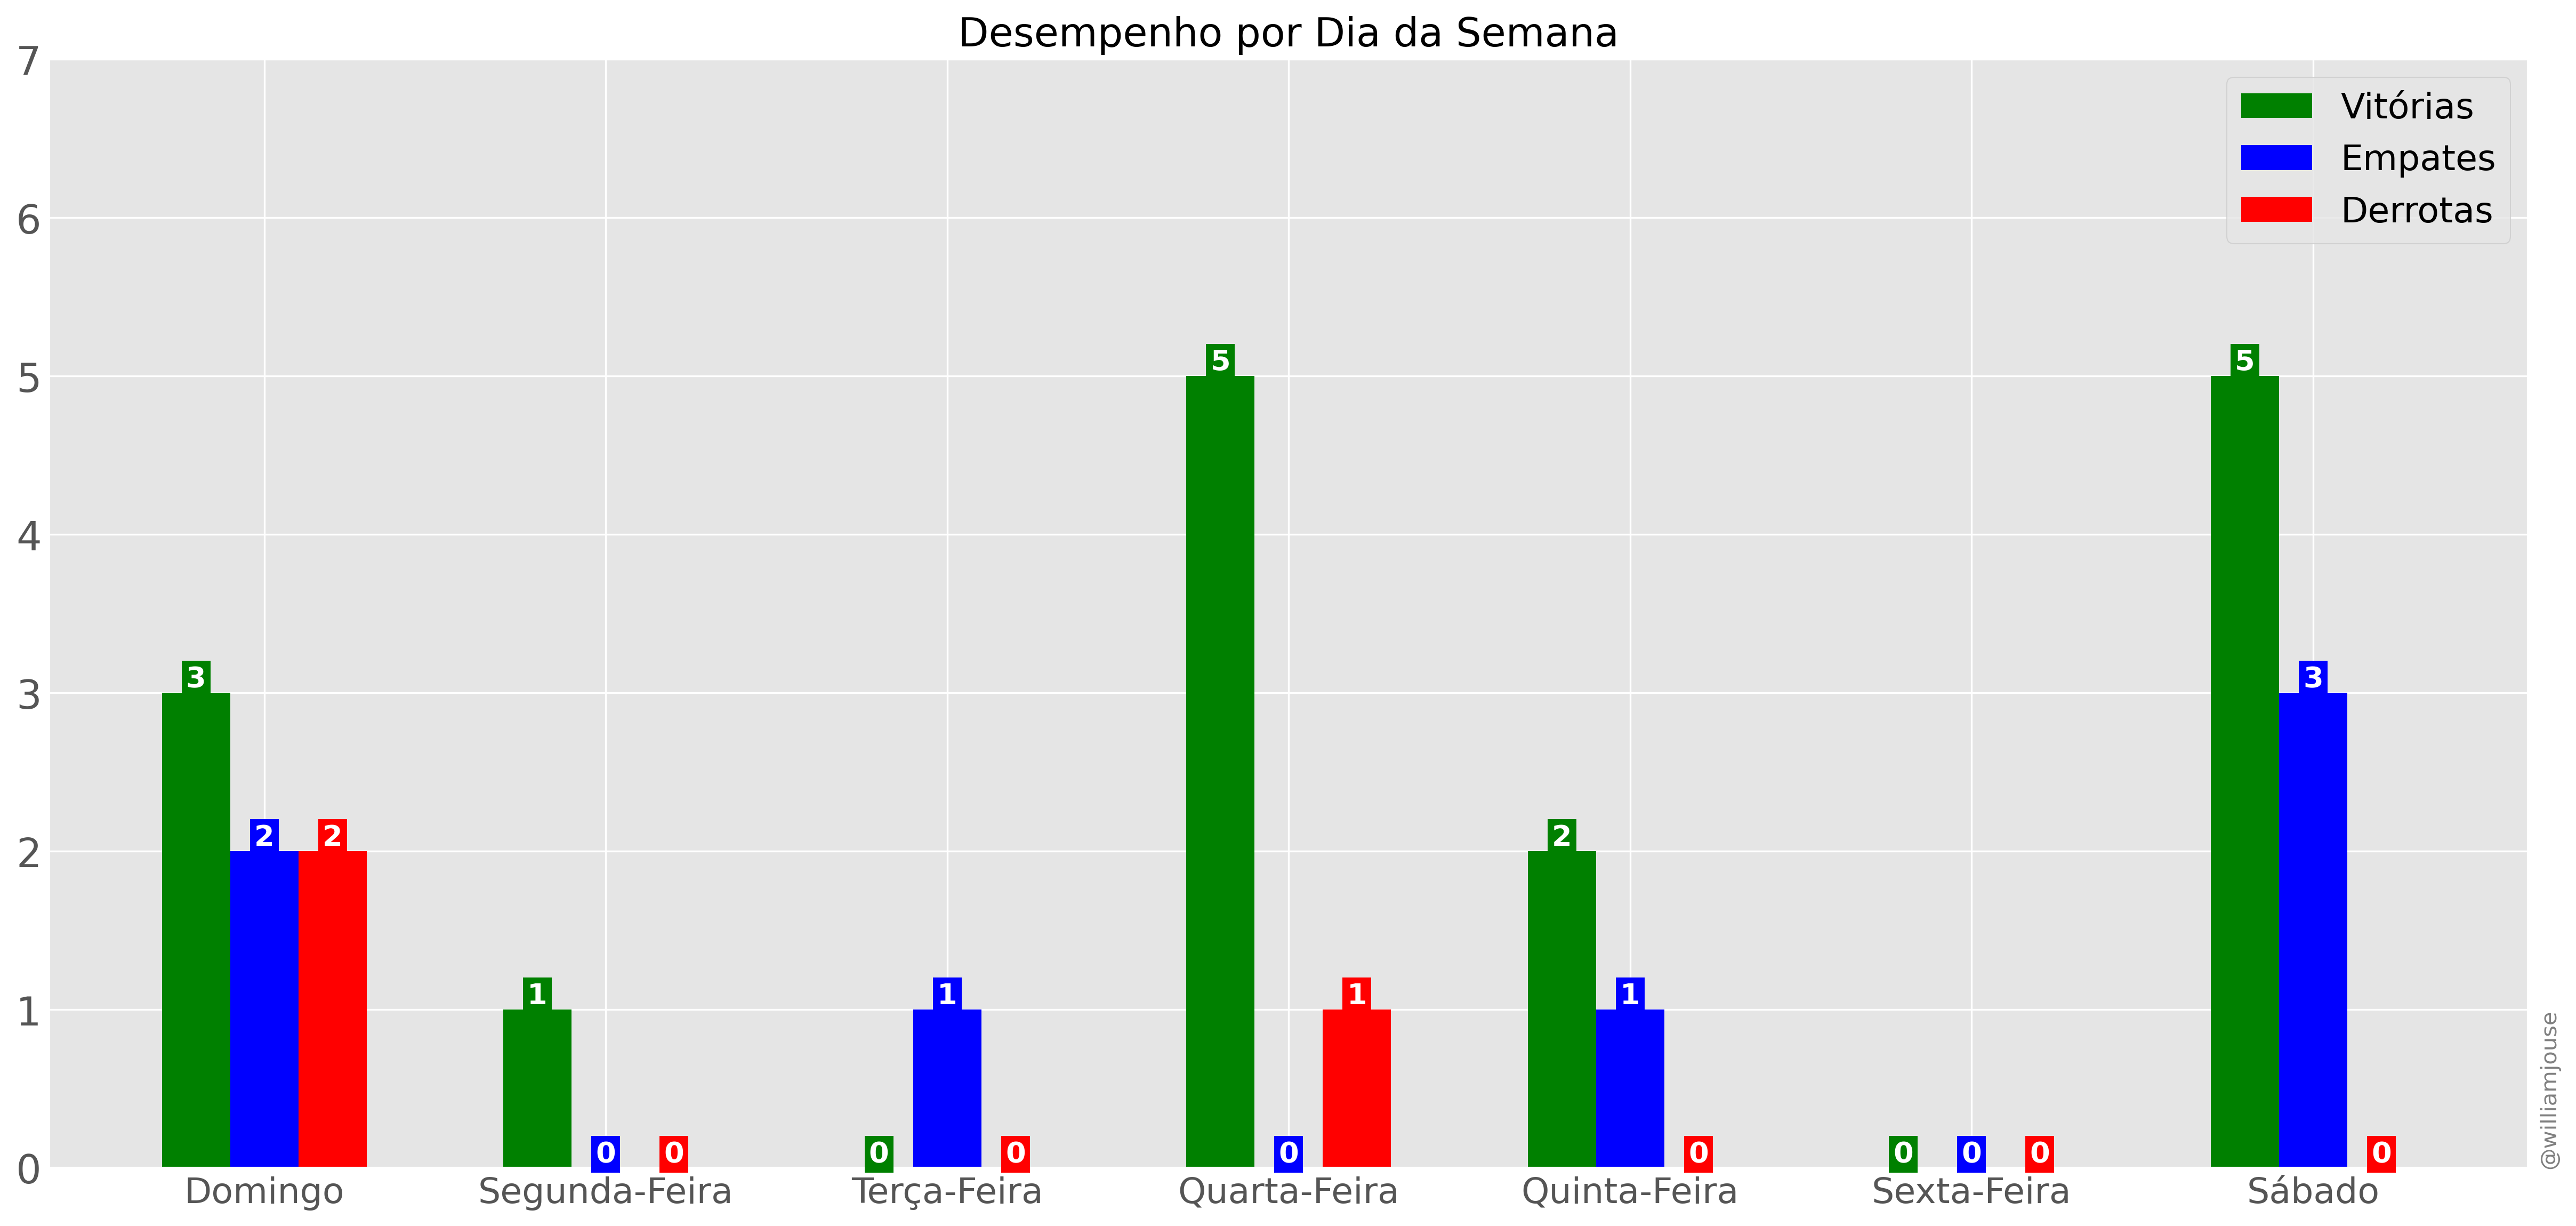 Desempenho por Dia da Semana
7
6
5
4
3
2
1
0
Vitórias
Empates
Derrotas
3 2 2
1 0 0
0 1 0
5 0 1
2 1 0
0 0 0
5 3 0
Domingo Segunda-Feira Terça-Feira Quarta-Feira Quinta-Feira Sexta-Feira Sábado
@williamjouse